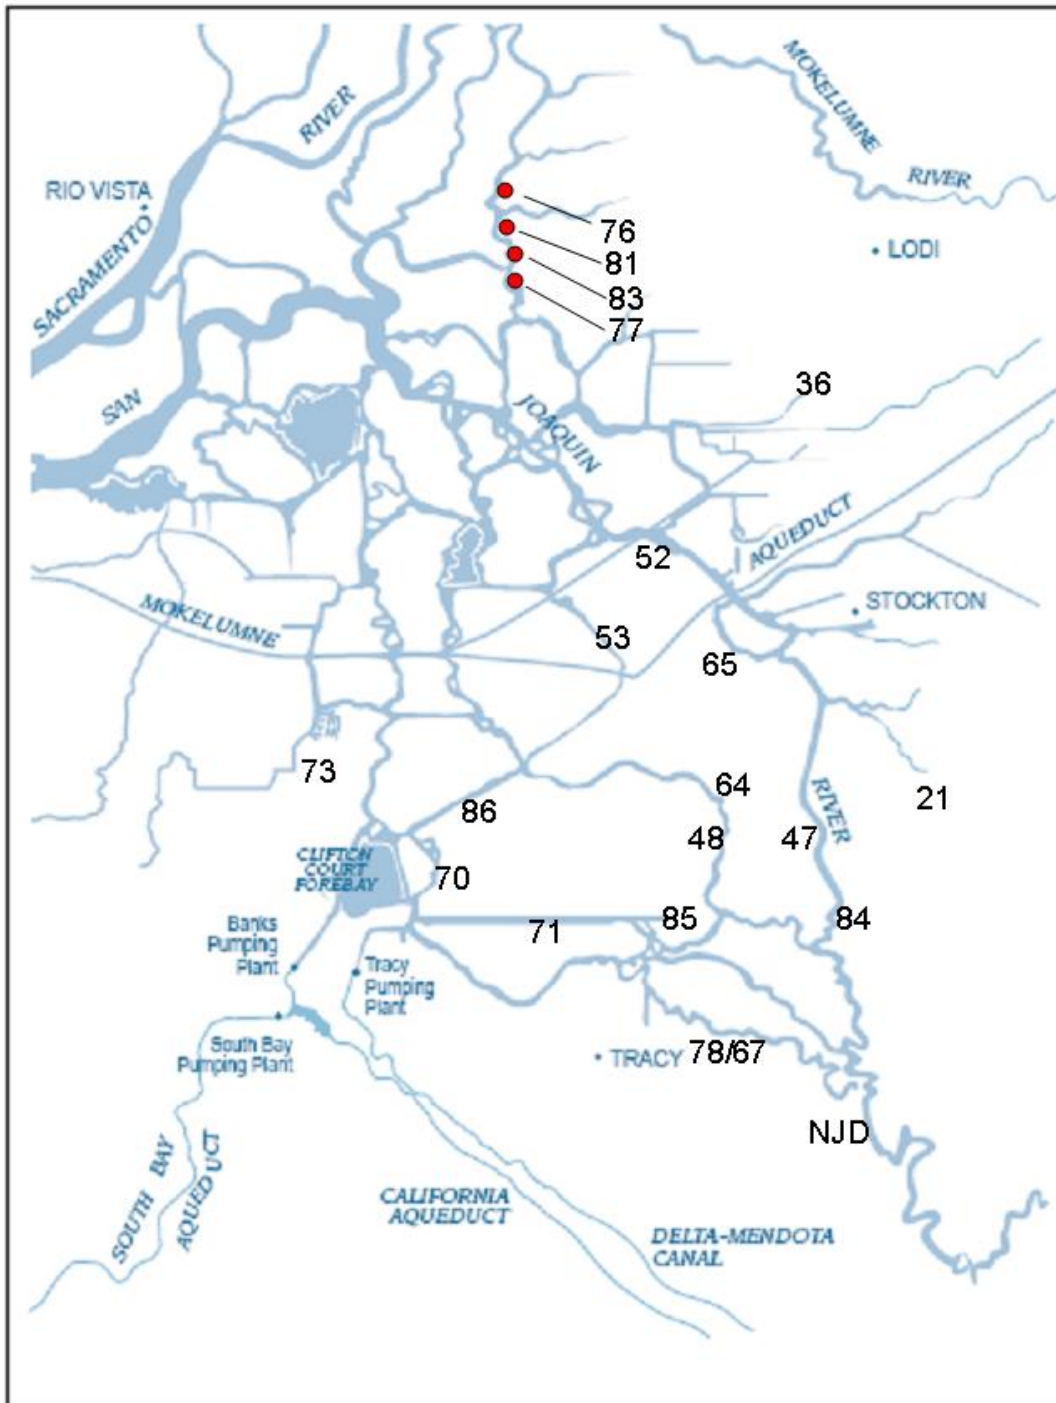 MOKELUMNE
RIVER
RIVER
RIO VISTA
SACRAMENTO
LODI
76
81
83
77
SAN
JOAQUIN
36
AQUEDUCT
52
STOCKTON
MOKELUMNE
53
65
73
64
21
86
RIVER
48
47
CLIFTON
COURT
FOREBAY
70
85
84
71
Banks
Pumping
Plant
Tracy
Pumping
Plant
South Bay
Pumping Plant
TRACY
78/67
NJD
SOUTH BAY
AQUEDUCT
CALIFORNIA
AQUEDUCT
DELTA-MENDOTA
CANAL